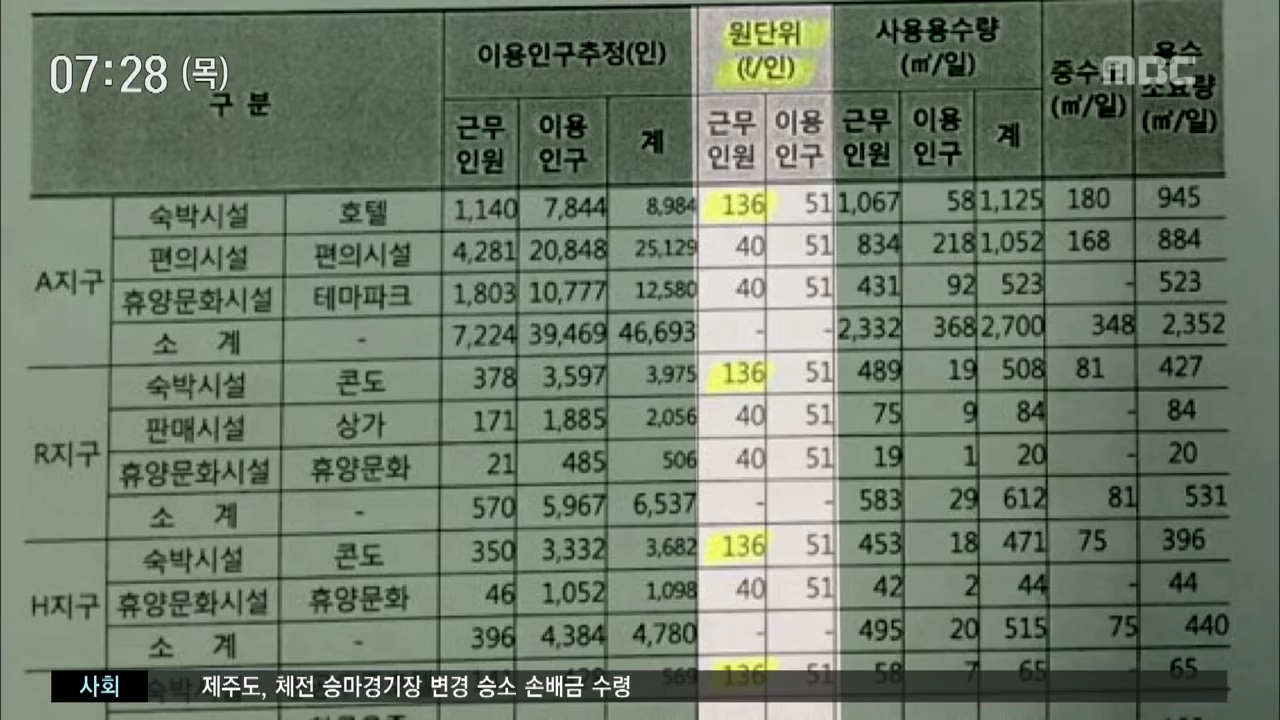 07:28 (목)
MBC
구 분 이용인구추정(인) 원단위 (ℓ/인) 사용용수량 (㎥/일) (㎥/일) (㎥/일)
근무인원 이용인구 계 근무인원 이용인구 근무인원 이용인구 계
A지구 숙박시설 호텔 1,140 7,844 8,984 136 51 1,067 58 1,125 180 945
편의시설 편의시설 4,281 20,848 25,129 40 51 834 218 1,052 168 884
휴양문화시설 테마파크 1,803 10,777 12,580 40 51 431 92 523 - 523
소 계 - 7,224 39,469 46,693 - - 2,332 368 2,700 348 2,352
R지구 숙박시설 콘도 378 3,597 3,975 136 51 489 19 508 81 427
판매시설 상가 171 1,885 2,056 40 51 75 9 84 - 84
휴양문화시설 휴양문화 21 485 506 40 51 19 1 20 - 20
소 계 - 570 5,967 6,537 - - 583 29 612 81 531
H지구 숙박시설 콘도 350 3,332 3,682 136 51 453 18 471 75 396
휴양문화시설 휴양문화 46 1,052 1,098 40 51 42 2 44 - 44
소 계 - 396 4,384 4,780 - - 495 20 515 75 440
569 136 51 58 7 65 - 65
사회 제주도, 체전 승마경기장 변경 승소 손배금 수령